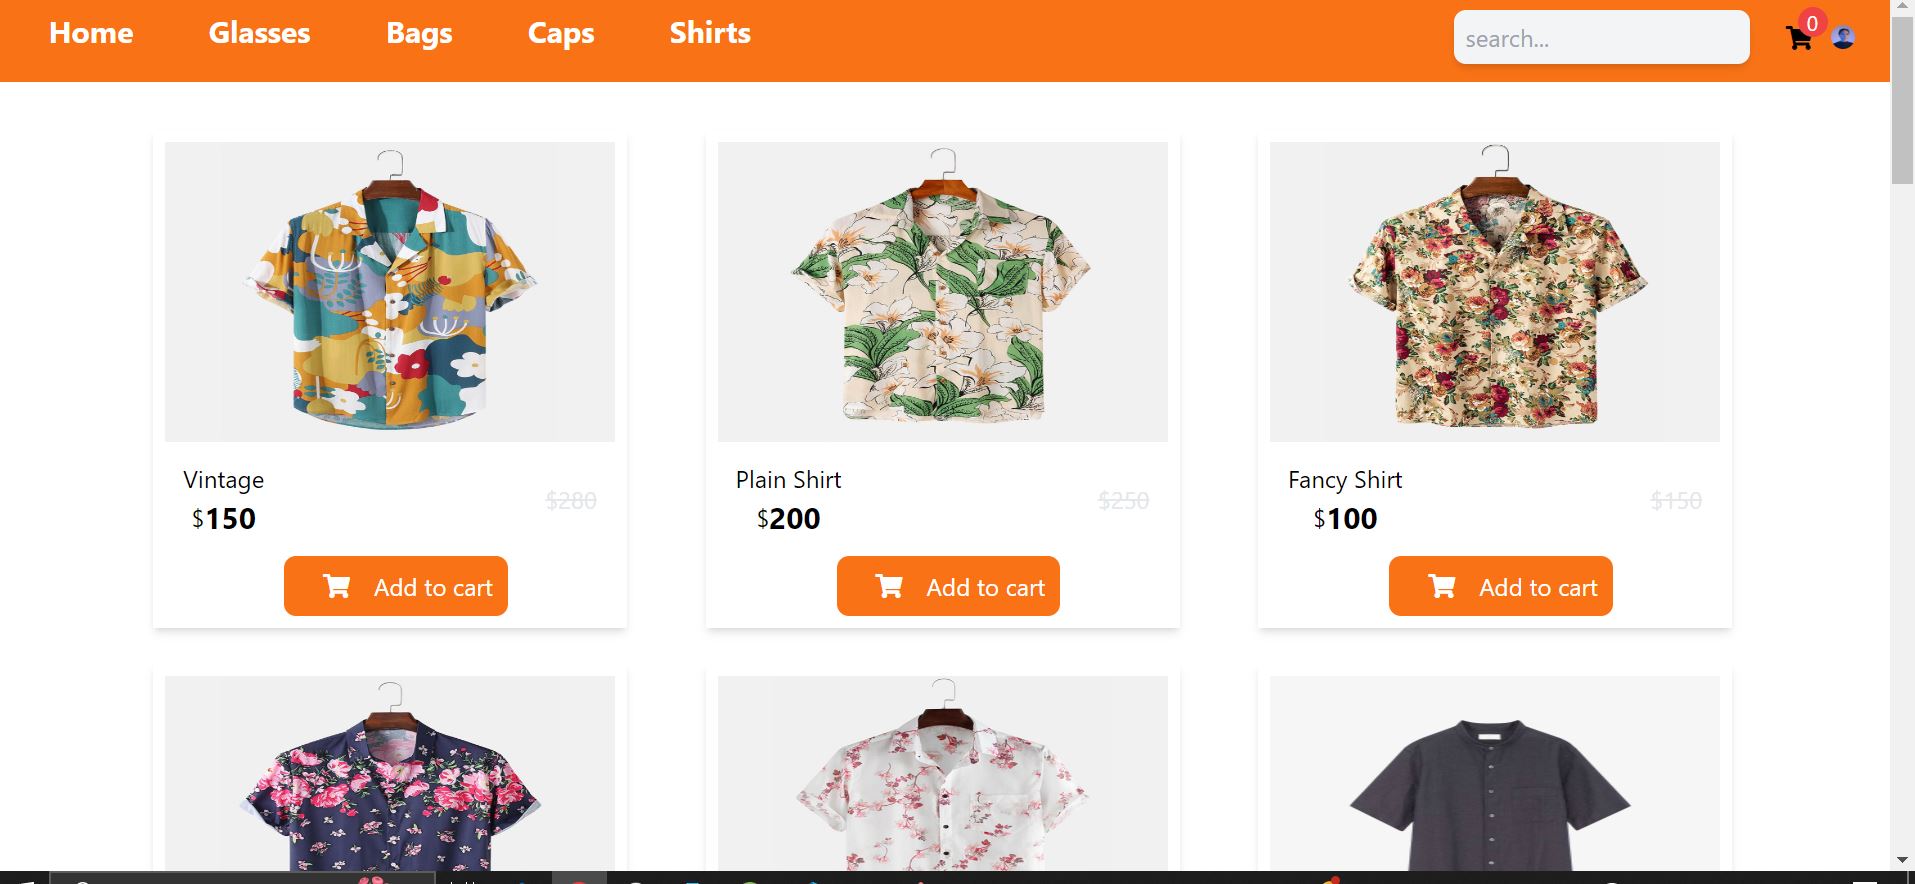 Home Glasses Bags Caps Shirts search... 0
Vintage
$150 $280
Add to cart
Plain Shirt
$200 $250
Add to cart
Fancy Shirt
$100 $150
Add to cart